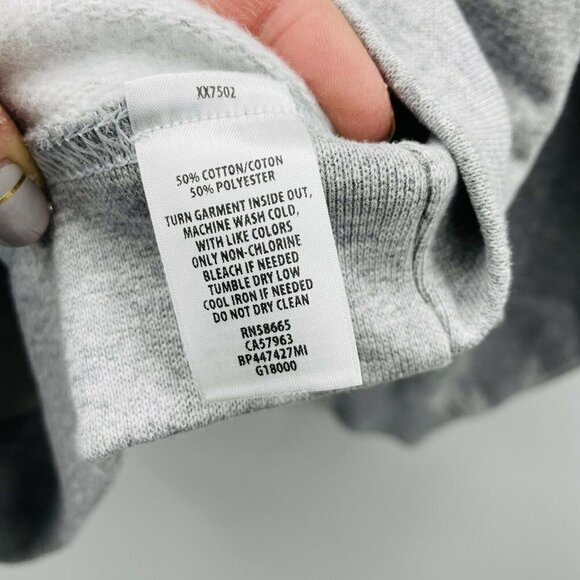 XX7502
50% COTTON/COTON
50% POLYESTER
TURN GARMENT INSIDE OUT,
MACHINE WASH COLD,
WITH LIKE COLORS
ONLY NON-CHLORINE
BLEACH IF NEEDED
TUMBLE DRY LOW
COOL IRON IF NEEDED
DO NOT DRY CLEAN
RN58665
CA57963
BP447427MI
G18000